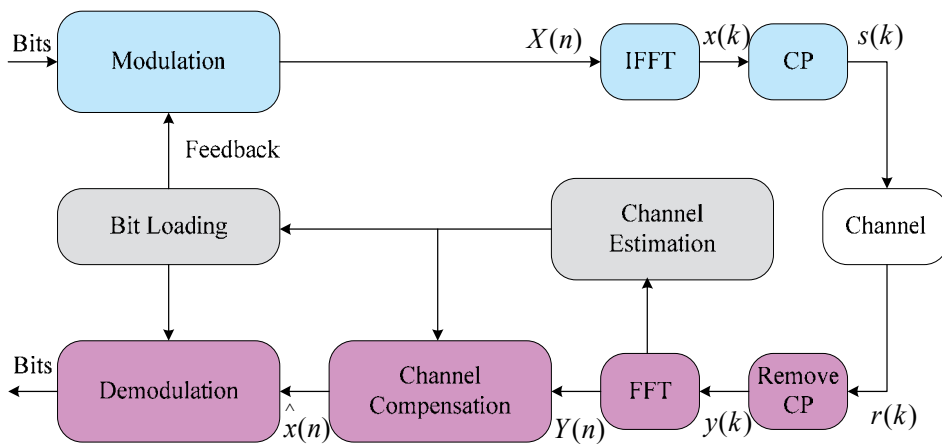 Bits
Modulation
X(n)
IFFT
x(k)
CP
s(k)
Feedback
Bit Loading
Channel
Estimation
Channel
Bits
Demodulation
x̂(n)
Channel
Compensation
Y(n)
FFT
y(k)
Remove
CP
r(k)